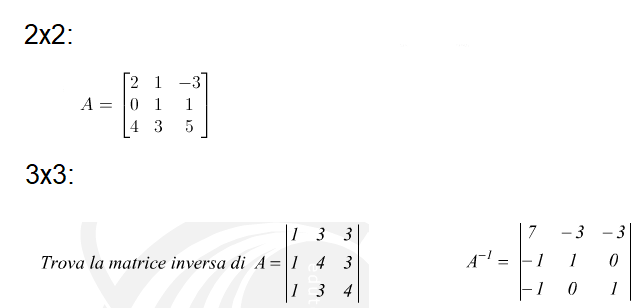 2x2:
A = [2 1 −3
0 1 1
4 3 5]
3x3:
Trova la matrice inversa di A = |1 3 3
1 4 3
1 3 4|
A⁻¹ = |7 −3 −3
−1 1 0
−1 0 1|